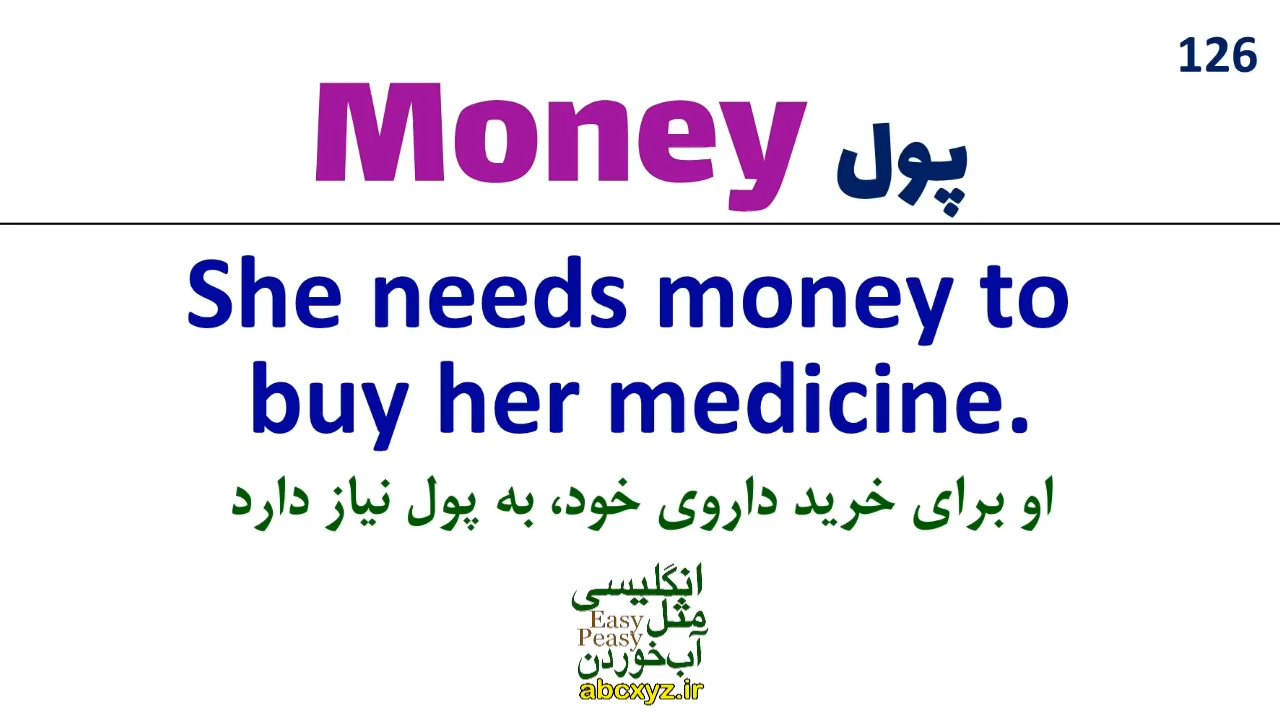 126
Money پول
She needs money to
buy her medicine.
او برای خرید داروی خود، به پول نیاز دارد
انگلیسی
مثل Easy
Peasy
آب‌خوردن
abcxyz.ir